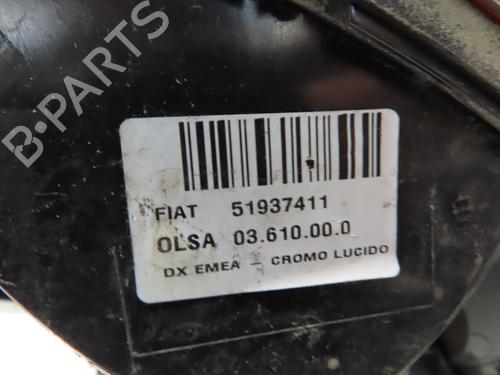 B-PARTS
FIAT 51937411
OLSA 03.610.00.0
DX EMEA - CROMO LUCIDO